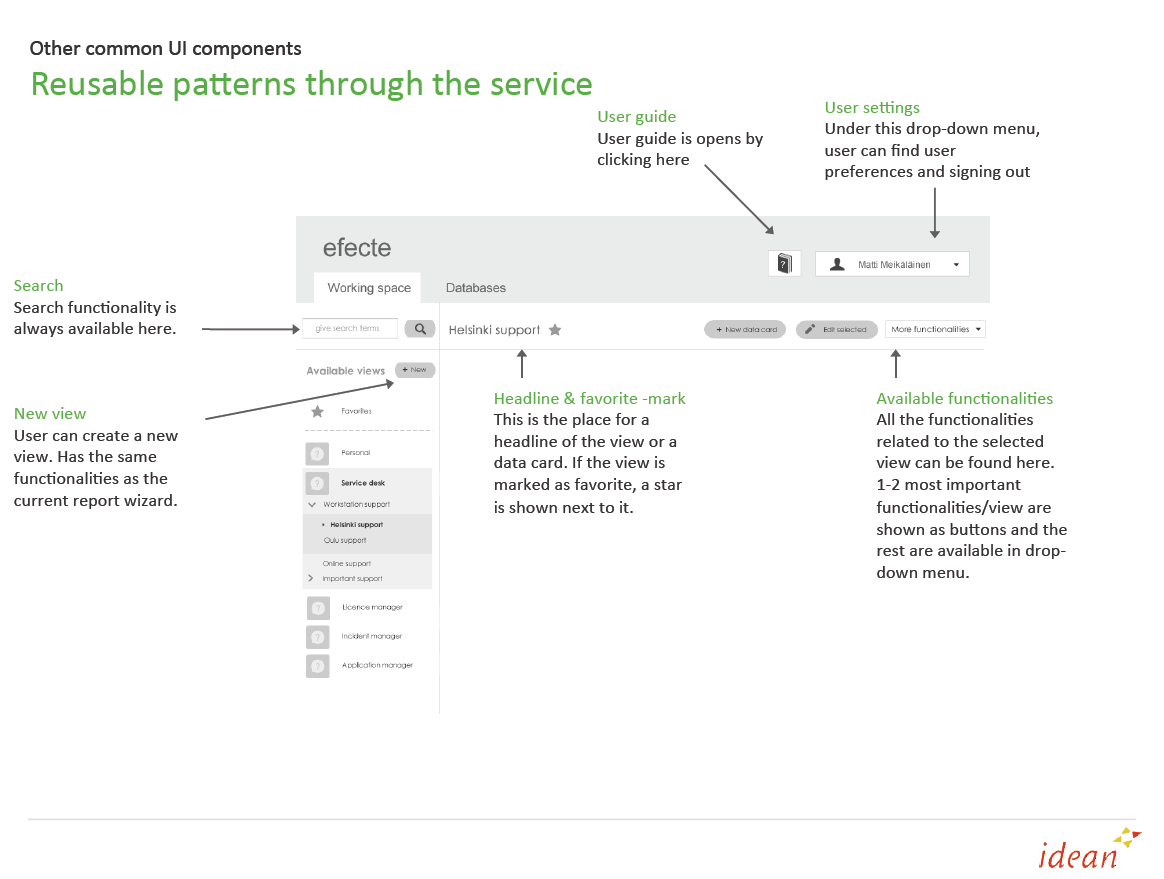 Other common UI components
Reusable patterns through the service
User guide
User guide is opens by
clicking here
User settings
Under this drop-down menu,
user can find user
preferences and signing out
Search
Search functionality is
always available here.
New view
User can create a new
view. Has the same
functionalities as the
current report wizard.
efecte
?
Matti Meikäläinen
Working space
Databases
give search terms
Helsinki support
+ New data card
Edit selected
More functionalities
Available views
+ New
Favorites
? Personal
? Service desk
Workstation support
Helsinki support
Oulu support
Online support
Important support
? Licence manager
? Incident manager
? Application manager
Headline & favorite -mark
This is the place for a
headline of the view or a
data card. If the view is
marked as favorite, a star
is shown next to it.
Available functionalities
All the functionalities
related to the selected
view can be found here.
1-2 most important
functionalities/view are
shown as buttons and the
rest are available in drop-
down menu.
idean